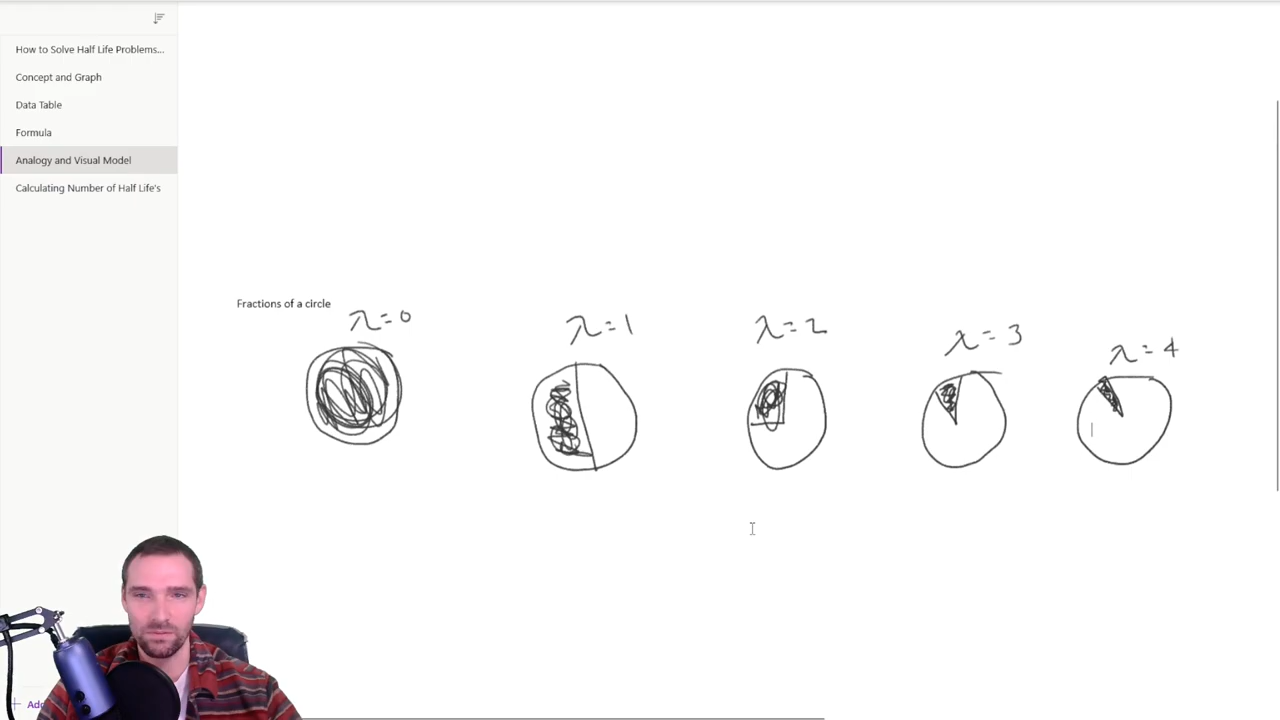 How to Solve Half Life Problems...
Concept and Graph
Data Table
Formula
Analogy and Visual Model
Calculating Number of Half Life's
Fractions of a circle
λ=0
λ=1
λ=2
λ=3
λ=4